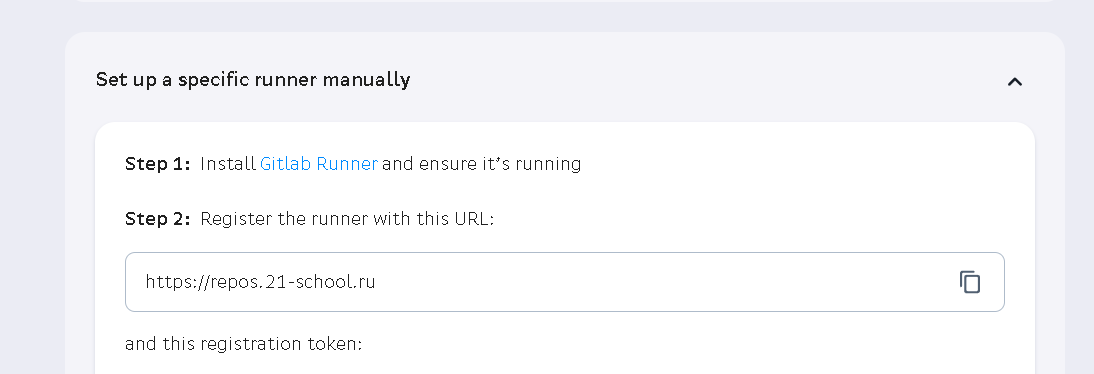 Set up a specific runner manually
Step 1: Install Gitlab Runner and ensure it's running
Step 2: Register the runner with this URL:
https://repos.21-school.ru
and this registration token: